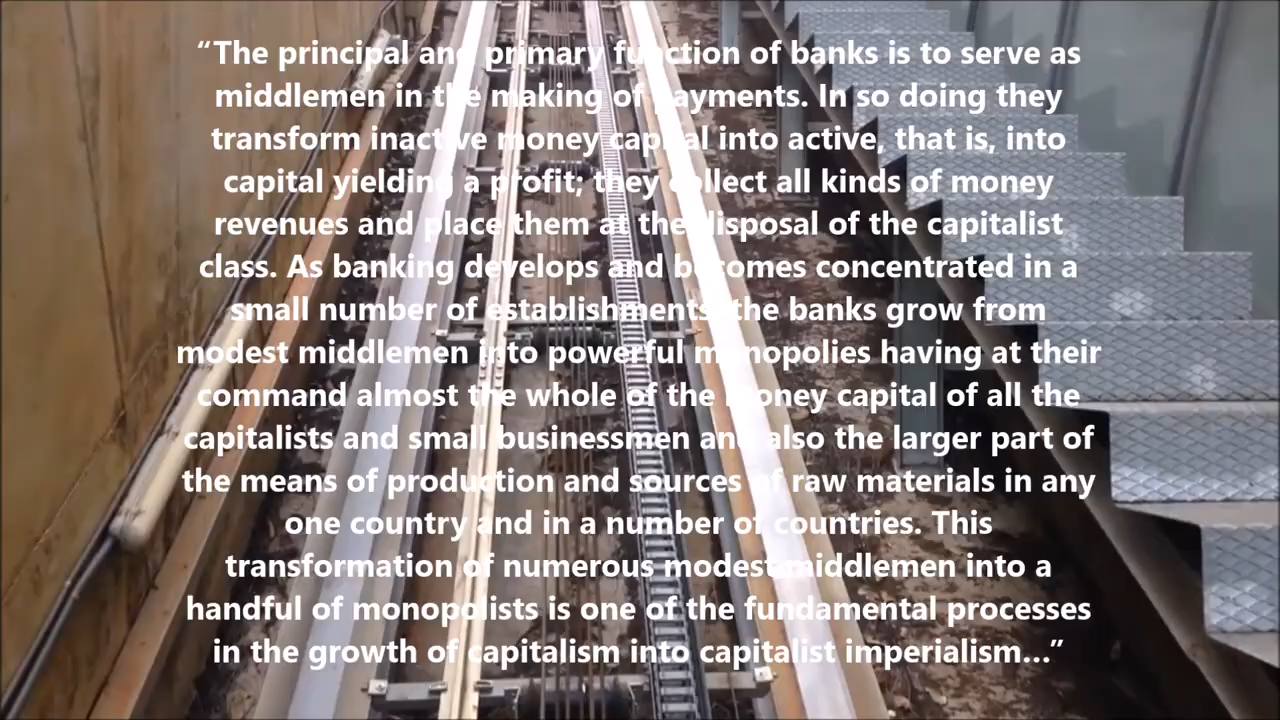 “The principal and primary function of banks is to serve as
middlemen in the making of payments. In so doing they
transform inactive money capital into active, that is, into
capital yielding a profit; they collect all kinds of money
revenues and place them at the disposal of the capitalist
class. As banking develops and becomes concentrated in a
small number of establishments, the banks grow from
modest middlemen into powerful monopolies having at their
command almost the whole of the money capital of all the
capitalists and small businessmen and also the larger part of
the means of production and sources of raw materials in any
one country and in a number of countries. This
transformation of numerous modest middlemen into a
handful of monopolists is one of the fundamental processes
in the growth of capitalism into capitalist imperialism…”